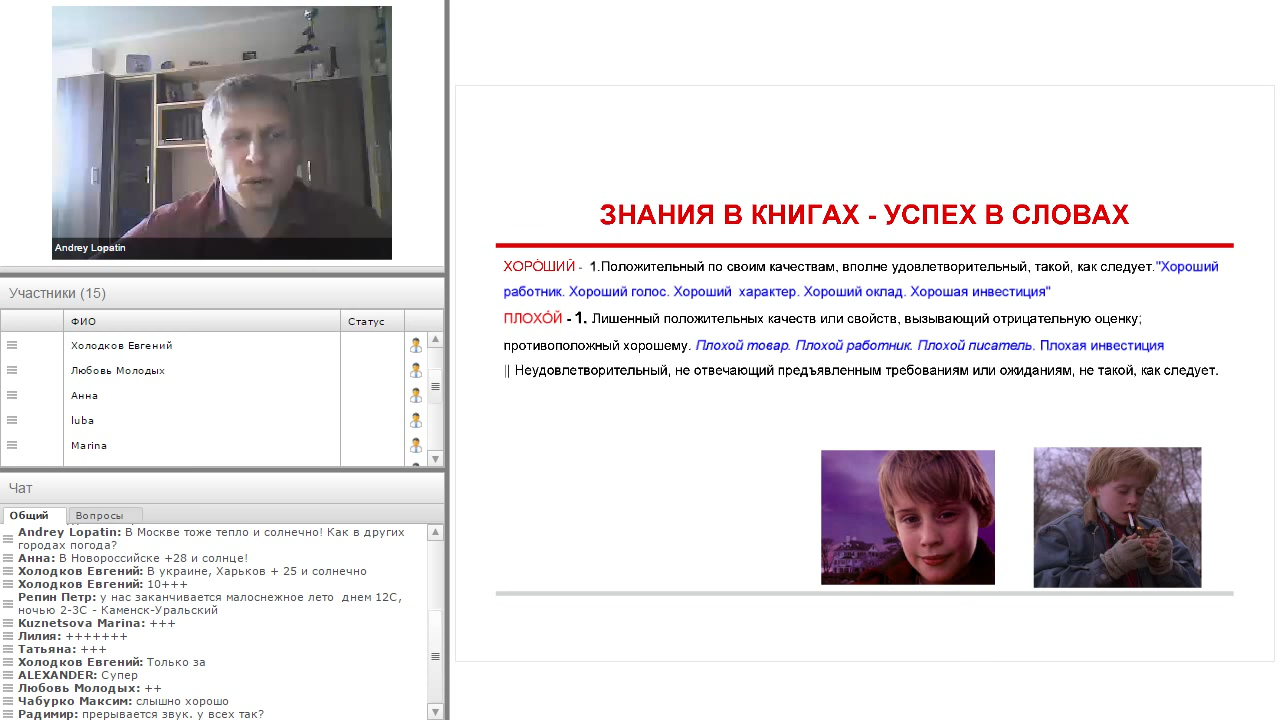 Andrey Lopatin
Участники (15)
ФИО
Статус
Холодков Евгений
Любовь Молодых
Анна
luba
Marina
Чат
Общий
Вопросы
Andrey Lopatin: В Москве тоже тепло и солнечно! Как в других
городах погода?
Анна: В Новороссийске +28 и солнце!
Холодков Евгений: В украине, Харьков + 25 и солнечно
Холодков Евгений: 10+++
Репин Петр: у нас заканчивается малоснежное лето днем 12С,
ночью 2-3С - Каменск-Уральский
Kuznetsova Marina: +++
Лилия: +++++++
Татьяна: +++
Холодков Евгений: Только за
ALEXANDER: Супер
Любовь Молодых: ++
Чабурко Максим: слышно хорошо
Радимир: прерывается звук. у всех так?
ЗНАНИЯ В КНИГАХ - УСПЕХ В СЛОВАХ
ХОРО́ШИЙ - 1.Положительный по своим качествам, вполне удовлетворительный, такой, как следует."Хороший
работник. Хороший голос. Хороший характер. Хороший оклад. Хорошая инвестиция"
ПЛОХО́Й - 1. Лишенный положительных качеств или свойств, вызывающий отрицательную оценку;
противоположный хорошему. Плохой товар. Плохой работник. Плохой писатель. Плохая инвестиция
|| Неудовлетворительный, не отвечающий предъявленным требованиям или ожиданиям, не такой, как следует.